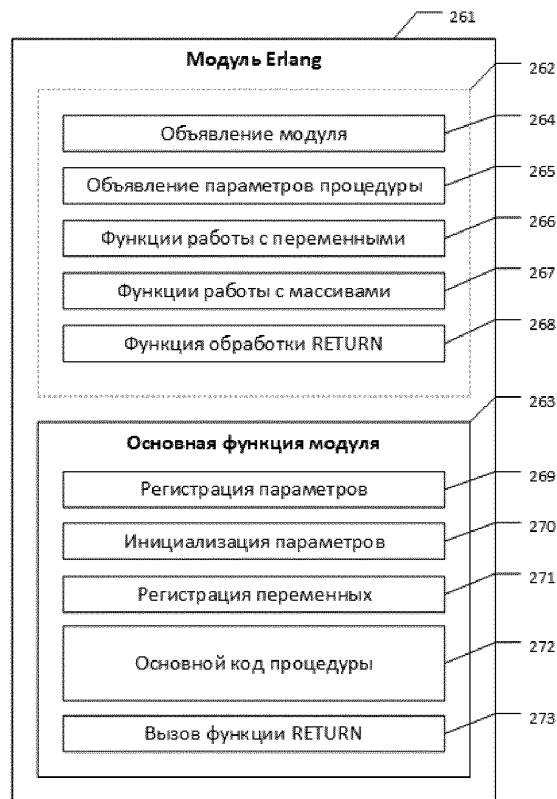 261
Модуль Erlang
262
Объявление модуля
264
Объявление параметров процедуры
265
Функции работы с переменными
266
Функции работы с массивами
267
Функция обработки RETURN
268
263
Основная функция модуля
Регистрация параметров
269
Инициализация параметров
270
Регистрация переменных
271
Основной код процедуры
272
Вызов функции RETURN
273